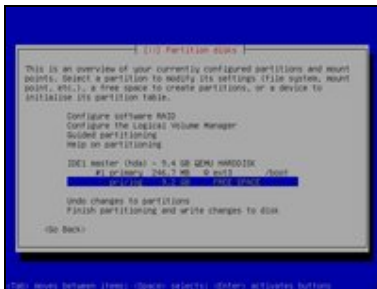 [!!] Partition disks
This is an overview of your currently configured partitions and mount
points. Select a partition to modify its settings (file system, mount
point, etc.), a free space to create partitions, or a device to
initialise its partition table.
Configure software RAID
Configure the Logical Volume Manager
Guided partitioning
Help on partitioning
IDE1 master (hda) - 5.4 GB QEMU HARDDISK
#1 primary 246.7 MB ext3 /boot
pri/log FREE SPACE
Undo changes to partitions
Finish partitioning and write changes to disk
<Go Back>
<Tab> moves between items; <Space> selects; <Enter> activates buttons